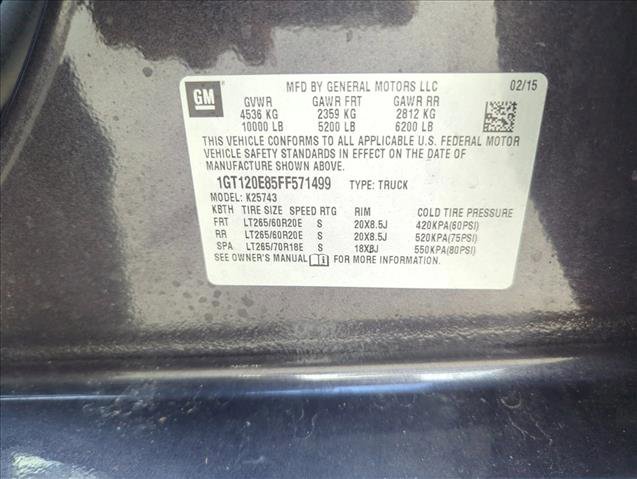 GM
MFD BY GENERAL MOTORS LLC 02/15
GVWR GAWR FRT GAWR RR
4536 KG 2359 KG 2812 KG
10000 LB 5200 LB 6200 LB
THIS VEHICLE CONFORMS TO ALL APPLICABLE U.S. FEDERAL MOTOR
VEHICLE SAFETY STANDARDS IN EFFECT ON THE DATE OF
MANUFACTURE SHOWN ABOVE.
1GT120E85FF571499 TYPE: TRUCK
MODEL: K25743
KBTH TIRE SIZE SPEED RTG RIM COLD TIRE PRESSURE
FRT LT265/60R20E S 20X8.5J 420KPA(60PSI)
RR LT265/60R20E S 20X8.5J 520KPA(75PSI)
SPA LT265/70R18E S 18X8J 550KPA(80PSI)
SEE OWNER'S MANUAL FOR MORE INFORMATION.